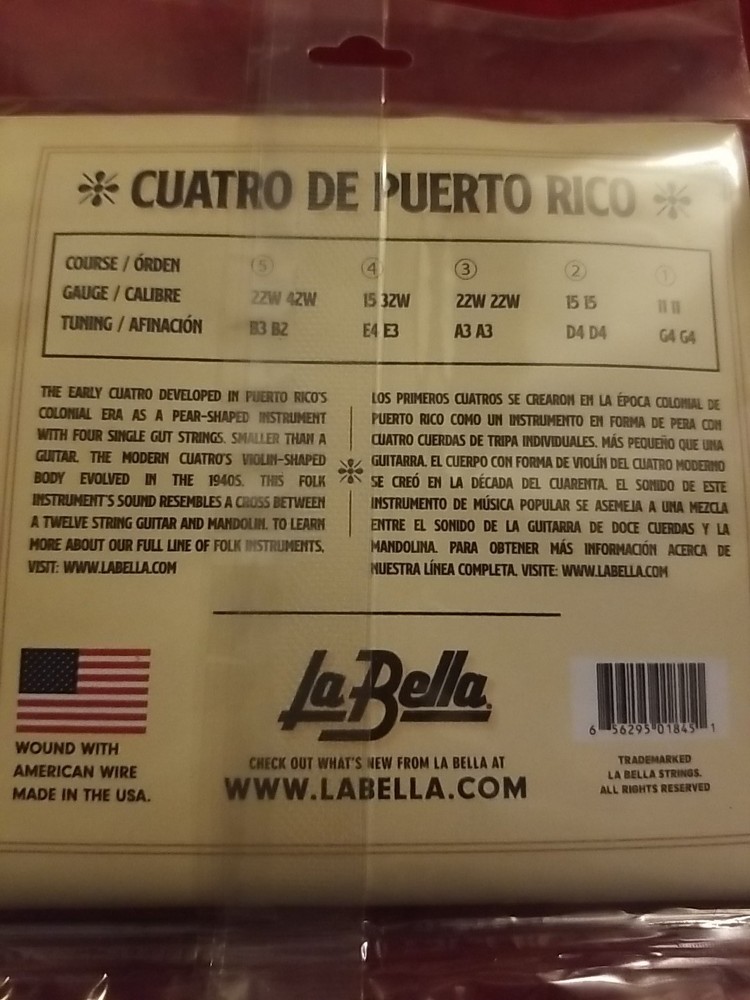 CUATRO DE PUERTO RICO
COURSE / ÓRDEN ⑤ ④ ③ ② ①
GAUGE / CALIBRE 22W 42W 15 32W 22W 22W 15 15 11 11
TUNING / AFINACIÓN B3 B2 E4 E3 A3 A3 D4 D4 G4 G4
THE EARLY CUATRO DEVELOPED IN PUERTO RICO'S
COLONIAL ERA AS A PEAR-SHAPED INSTRUMENT
WITH FOUR SINGLE GUT STRINGS. SMALLER THAN A
GUITAR, THE MODERN CUATRO'S VIOLIN-SHAPED
BODY EVOLVED IN THE 1940S. THIS FOLK
INSTRUMENT'S SOUND RESEMBLES A CROSS BETWEEN
A TWELVE STRING GUITAR AND MANDOLIN. TO LEARN
MORE ABOUT OUR FULL LINE OF FOLK INSTRUMENTS,
VISIT: WWW.LABELLA.COM
LOS PRIMEROS CUATROS SE CREARON EN LA ÉPOCA COLONIAL DE
PUERTO RICO COMO UN INSTRUMENTO EN FORMA DE PERA CON
CUATRO CUERDAS DE TRIPA INDIVIDUALES. MÁS PEQUEÑO QUE UNA
GUITARRA, EL CUERPO CON FORMA DE VIOLÍN DEL CUATRO MODERNO
SE CREÓ EN LA DÉCADA DEL CUARENTA. EL SONIDO DE ESTE
INSTRUMENTO DE MÚSICA POPULAR SE ASEMEJA A UNA MEZCLA
ENTRE EL SONIDO DE LA GUITARRA DE DOCE CUERDAS Y LA
MANDOLINA. PARA OBTENER MÁS INFORMACIÓN ACERCA DE
NUESTRA LÍNEA COMPLETA, VISITE: WWW.LABELLA.COM
WOUND WITH
AMERICAN WIRE
MADE IN THE USA.
La Bella.
CHECK OUT WHAT'S NEW FROM LA BELLA AT
WWW.LABELLA.COM
6 56295 01845 1
TRADEMARKED
LA BELLA STRINGS.
ALL RIGHTS RESERVED